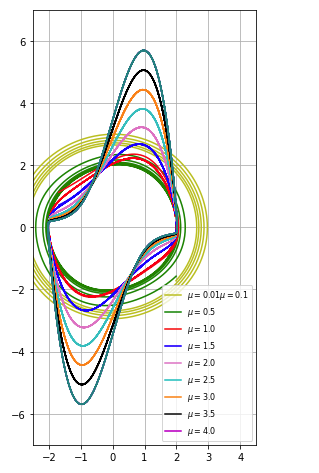 6
4
2
0
−2
−4
−6
μ = 0.01μ = 0.1
μ = 0.5
μ = 1.0
μ = 1.5
μ = 2.0
μ = 2.5
μ = 3.0
μ = 3.5
μ = 4.0
−2 −1 0 1 2 3 4